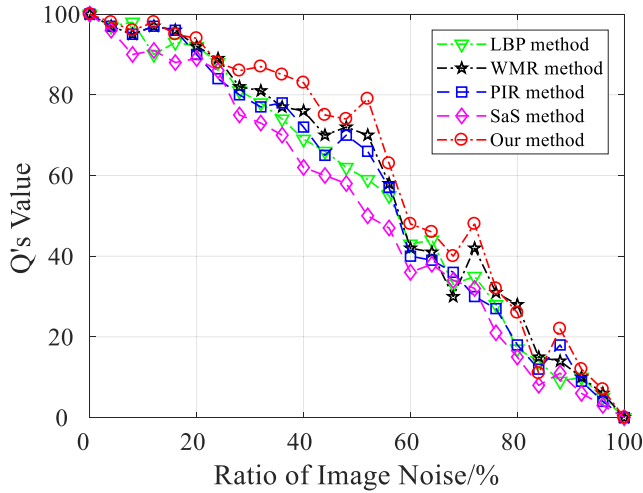 100
80
60
40
20
0
Q's Value
LBP method
WMR method
PIR method
SaS method
Our method
0 20 40 60 80 100
Ratio of Image Noise/%